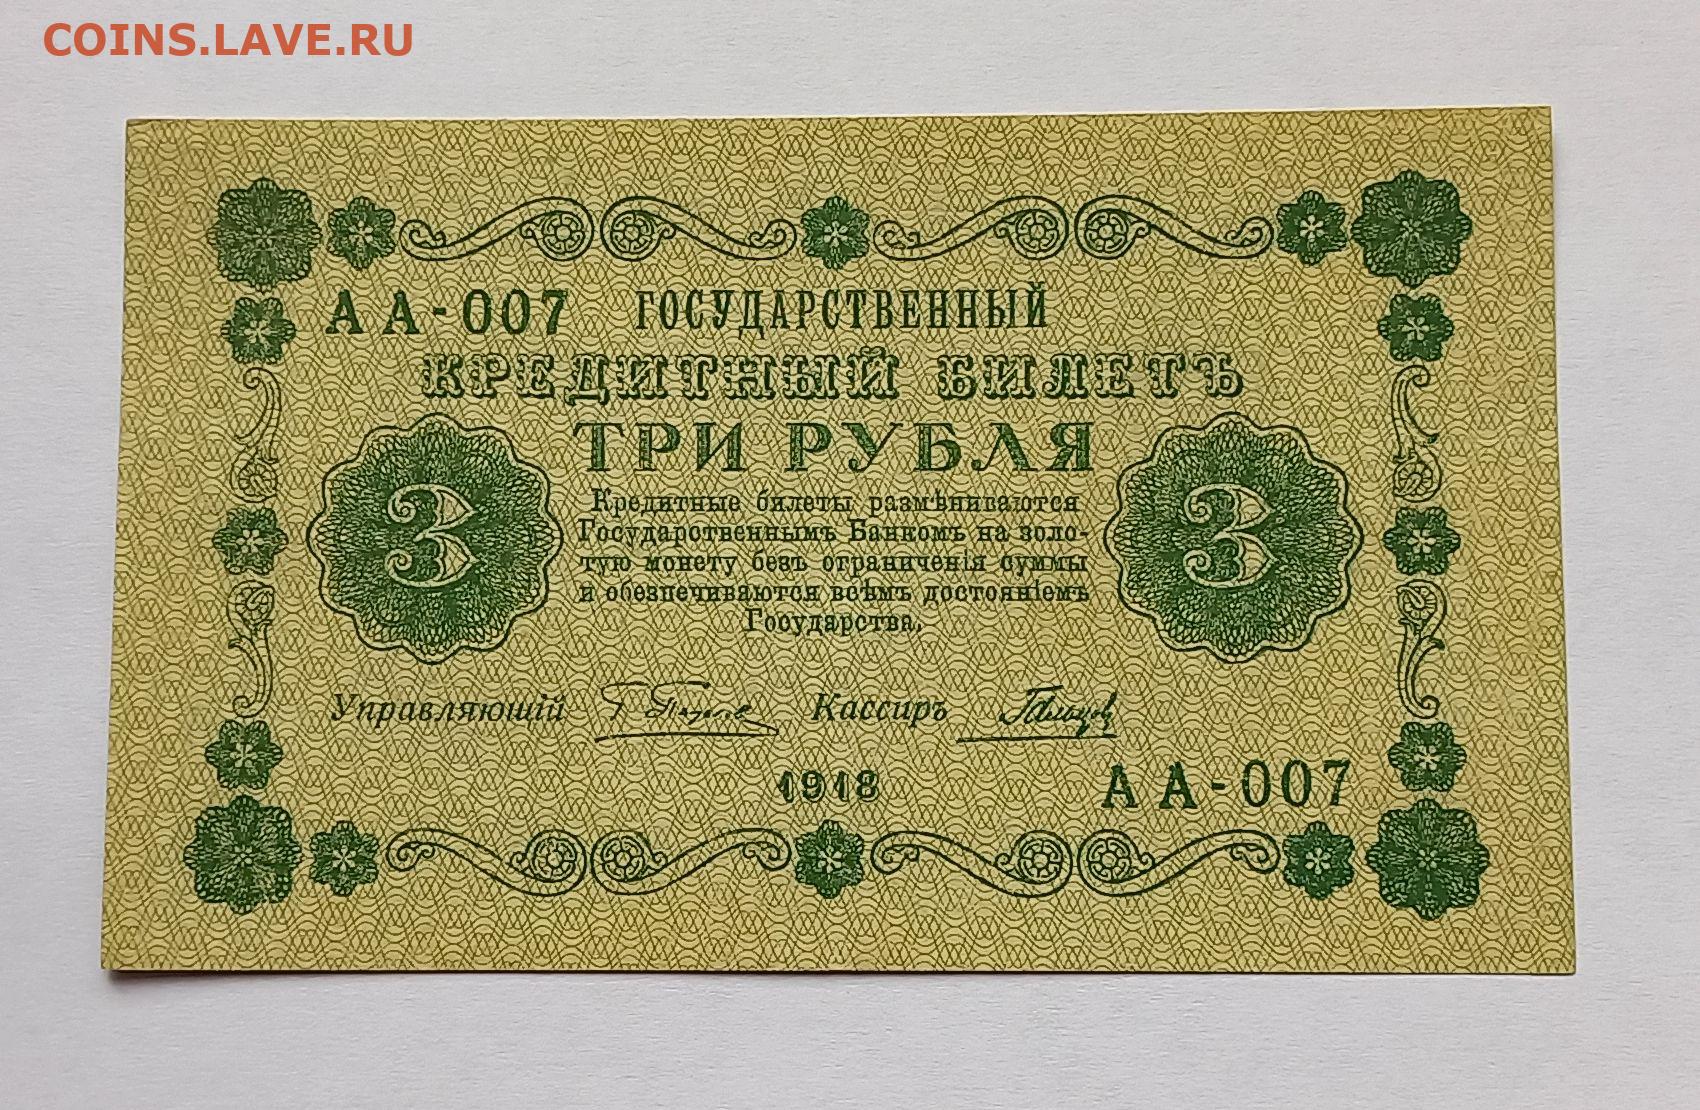 COINS.LAVE.RU
АА-007 ГОСУДАРСТВЕННЫЙ
КРЕДИТНЫЙ БИЛЕТЪ
ТРИ РУБЛЯ
3 3
Кредитные билеты размѣниваются
Государственнымъ Банкомъ на золо-
тую монету безъ ограниченія суммы
и обезпечиваются всѣмъ достояніемъ
Государства.
Управляющій Кассиръ
1918 АА-007